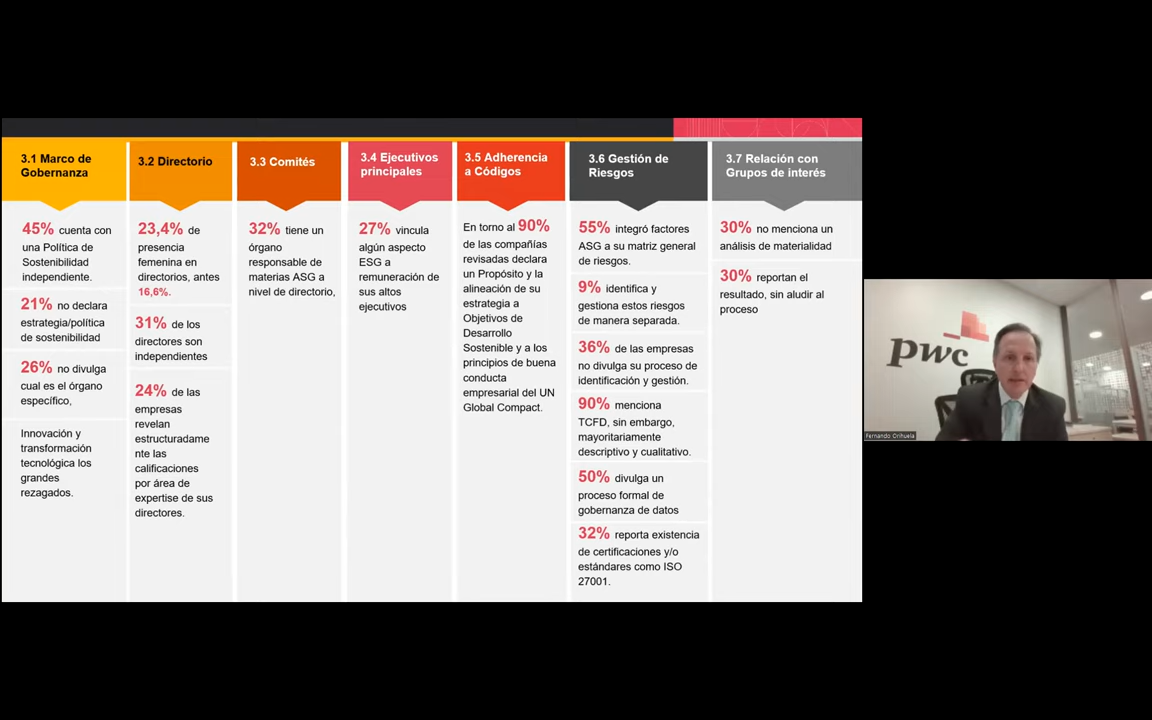 3.1 Marco de
Gobernanza
45% cuenta con
una Política de
Sostenibilidad
independiente.
21% no declara
estrategia/política
de sostenibilidad
26% no divulga
cual es el órgano
específico,
Innovación y
transformación
tecnológica los
grandes
rezagados.
3.2 Directorio
23,4% de
presencia
femenina en
directorios, antes
16,6%.
31% de los
directores son
independientes
24% de las
empresas
revelan
estructuradame
nte las
calificaciones
por área de
expertise de sus
directores.
3.3 Comités
32% tiene un
órgano
responsable de
materias ASG a
nivel de directorio,
3.4 Ejecutivos
principales
27% vincula
algún aspecto
ESG a
remuneración de
sus altos
ejecutivos
3.5 Adherencia
a Códigos
En torno al 90%
de las compañías
revisadas declara
un Propósito y la
alineación de su
estrategia a
Objetivos de
Desarrollo
Sostenible y a los
principios de buena
conducta
empresarial del UN
Global Compact.
3.6 Gestión de
Riesgos
55% integró factores
ASG a su matriz general
de riesgos.
9% identifica y
gestiona estos riesgos
de manera separada.
36% de las empresas
no divulga su proceso de
identificación y gestión.
90% menciona
TCFD, sin embargo,
mayoritariamente
descriptivo y cualitativo.
50% divulga un
proceso formal de
gobernanza de datos
32% reporta existencia
de certificaciones y/o
estándares como ISO
27001.
3.7 Relación con
Grupos de interés
30% no menciona un
análisis de materialidad
30% reportan el
resultado, sin aludir al
proceso
pwc
Fernando Orihuela